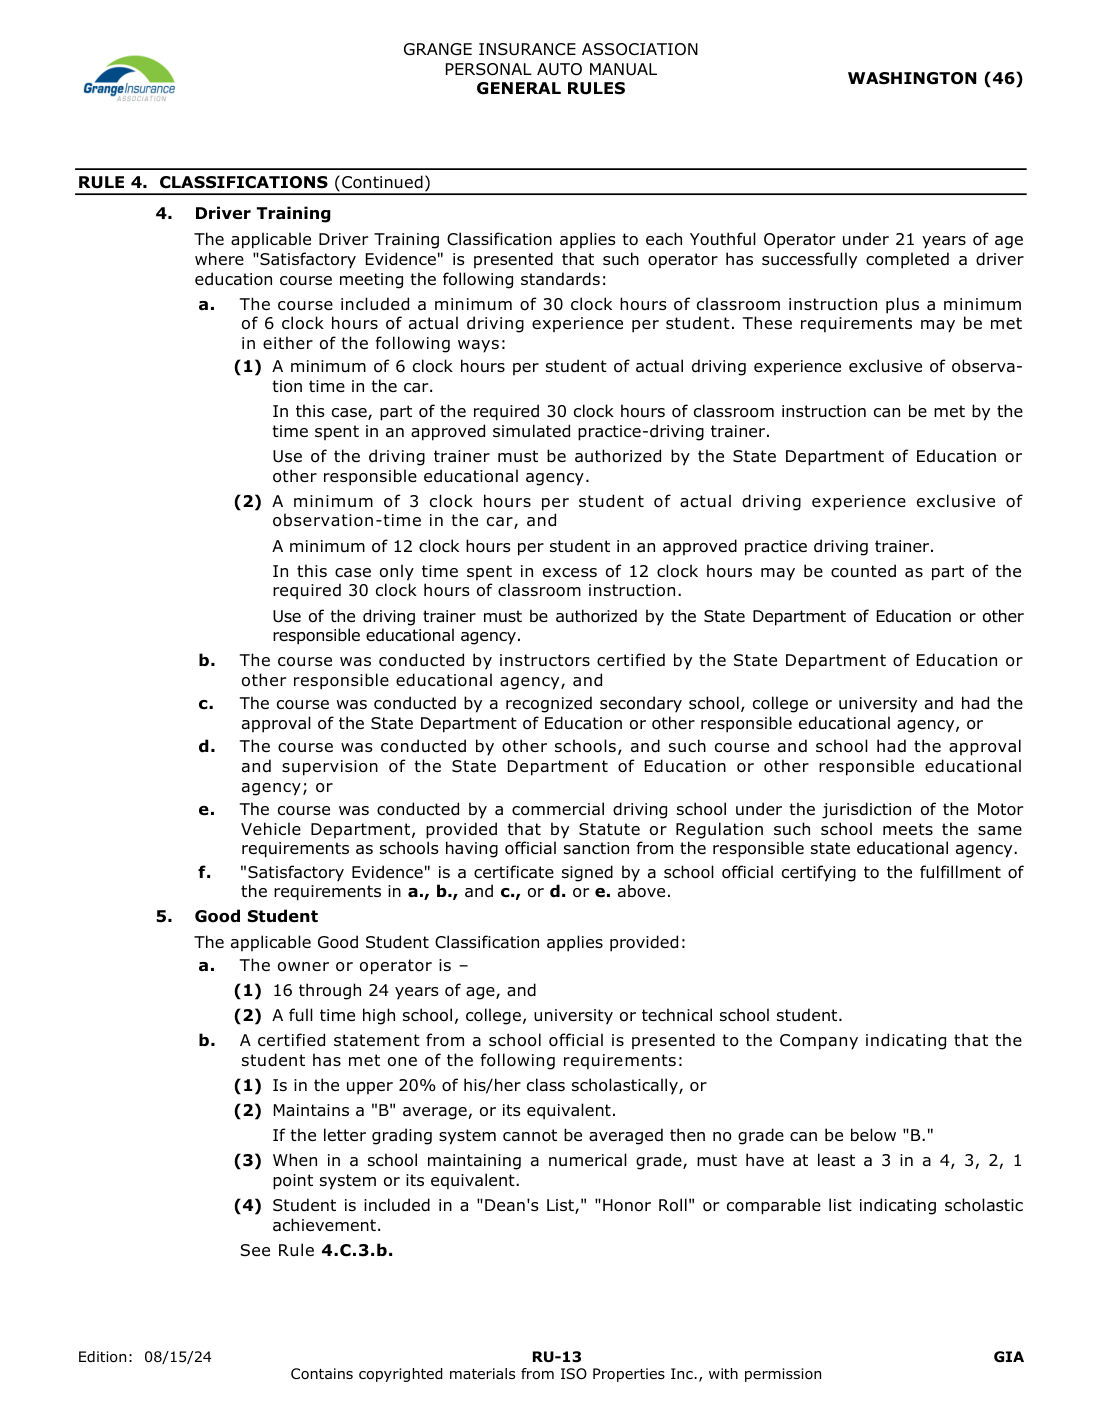 GRANGE INSURANCE ASSOCIATION
PERSONAL AUTO MANUAL
GENERAL RULES
WASHINGTON (46)
GrangeInsurance
ASSOCIATION
RULE 4. CLASSIFICATIONS (Continued)
4. Driver Training
The applicable Driver Training Classification applies to each Youthful Operator under 21 years of age
where "Satisfactory Evidence" is presented that such operator has successfully completed a driver
education course meeting the following standards:
a. The course included a minimum of 30 clock hours of classroom instruction plus a minimum
of 6 clock hours of actual driving experience per student. These requirements may be met
in either of the following ways:
(1) A minimum of 6 clock hours per student of actual driving experience exclusive of observa-
tion time in the car.
In this case, part of the required 30 clock hours of classroom instruction can be met by the
time spent in an approved simulated practice-driving trainer.
Use of the driving trainer must be authorized by the State Department of Education or
other responsible educational agency.
(2) A minimum of 3 clock hours per student of actual driving experience exclusive of
observation-time in the car, and
A minimum of 12 clock hours per student in an approved practice driving trainer.
In this case only time spent in excess of 12 clock hours may be counted as part of the
required 30 clock hours of classroom instruction.
Use of the driving trainer must be authorized by the State Department of Education or other
responsible educational agency.
b. The course was conducted by instructors certified by the State Department of Education or
other responsible educational agency, and
c. The course was conducted by a recognized secondary school, college or university and had the
approval of the State Department of Education or other responsible educational agency, or
d. The course was conducted by other schools, and such course and school had the approval
and supervision of the State Department of Education or other responsible educational
agency; or
e. The course was conducted by a commercial driving school under the jurisdiction of the Motor
Vehicle Department, provided that by Statute or Regulation such school meets the same
requirements as schools having official sanction from the responsible state educational agency.
f. "Satisfactory Evidence" is a certificate signed by a school official certifying to the fulfillment of
the requirements in a., b., and c., or d. or e. above.
5. Good Student
The applicable Good Student Classification applies provided:
a. The owner or operator is –
(1) 16 through 24 years of age, and
(2) A full time high school, college, university or technical school student.
b. A certified statement from a school official is presented to the Company indicating that the
student has met one of the following requirements:
(1) Is in the upper 20% of his/her class scholastically, or
(2) Maintains a "B" average, or its equivalent.
If the letter grading system cannot be averaged then no grade can be below "B."
(3) When in a school maintaining a numerical grade, must have at least a 3 in a 4, 3, 2, 1
point system or its equivalent.
(4) Student is included in a "Dean's List," "Honor Roll" or comparable list indicating scholastic
achievement.
See Rule 4.C.3.b.
Edition: 08/15/24 RU-13 GIA
Contains copyrighted materials from ISO Properties Inc., with permission